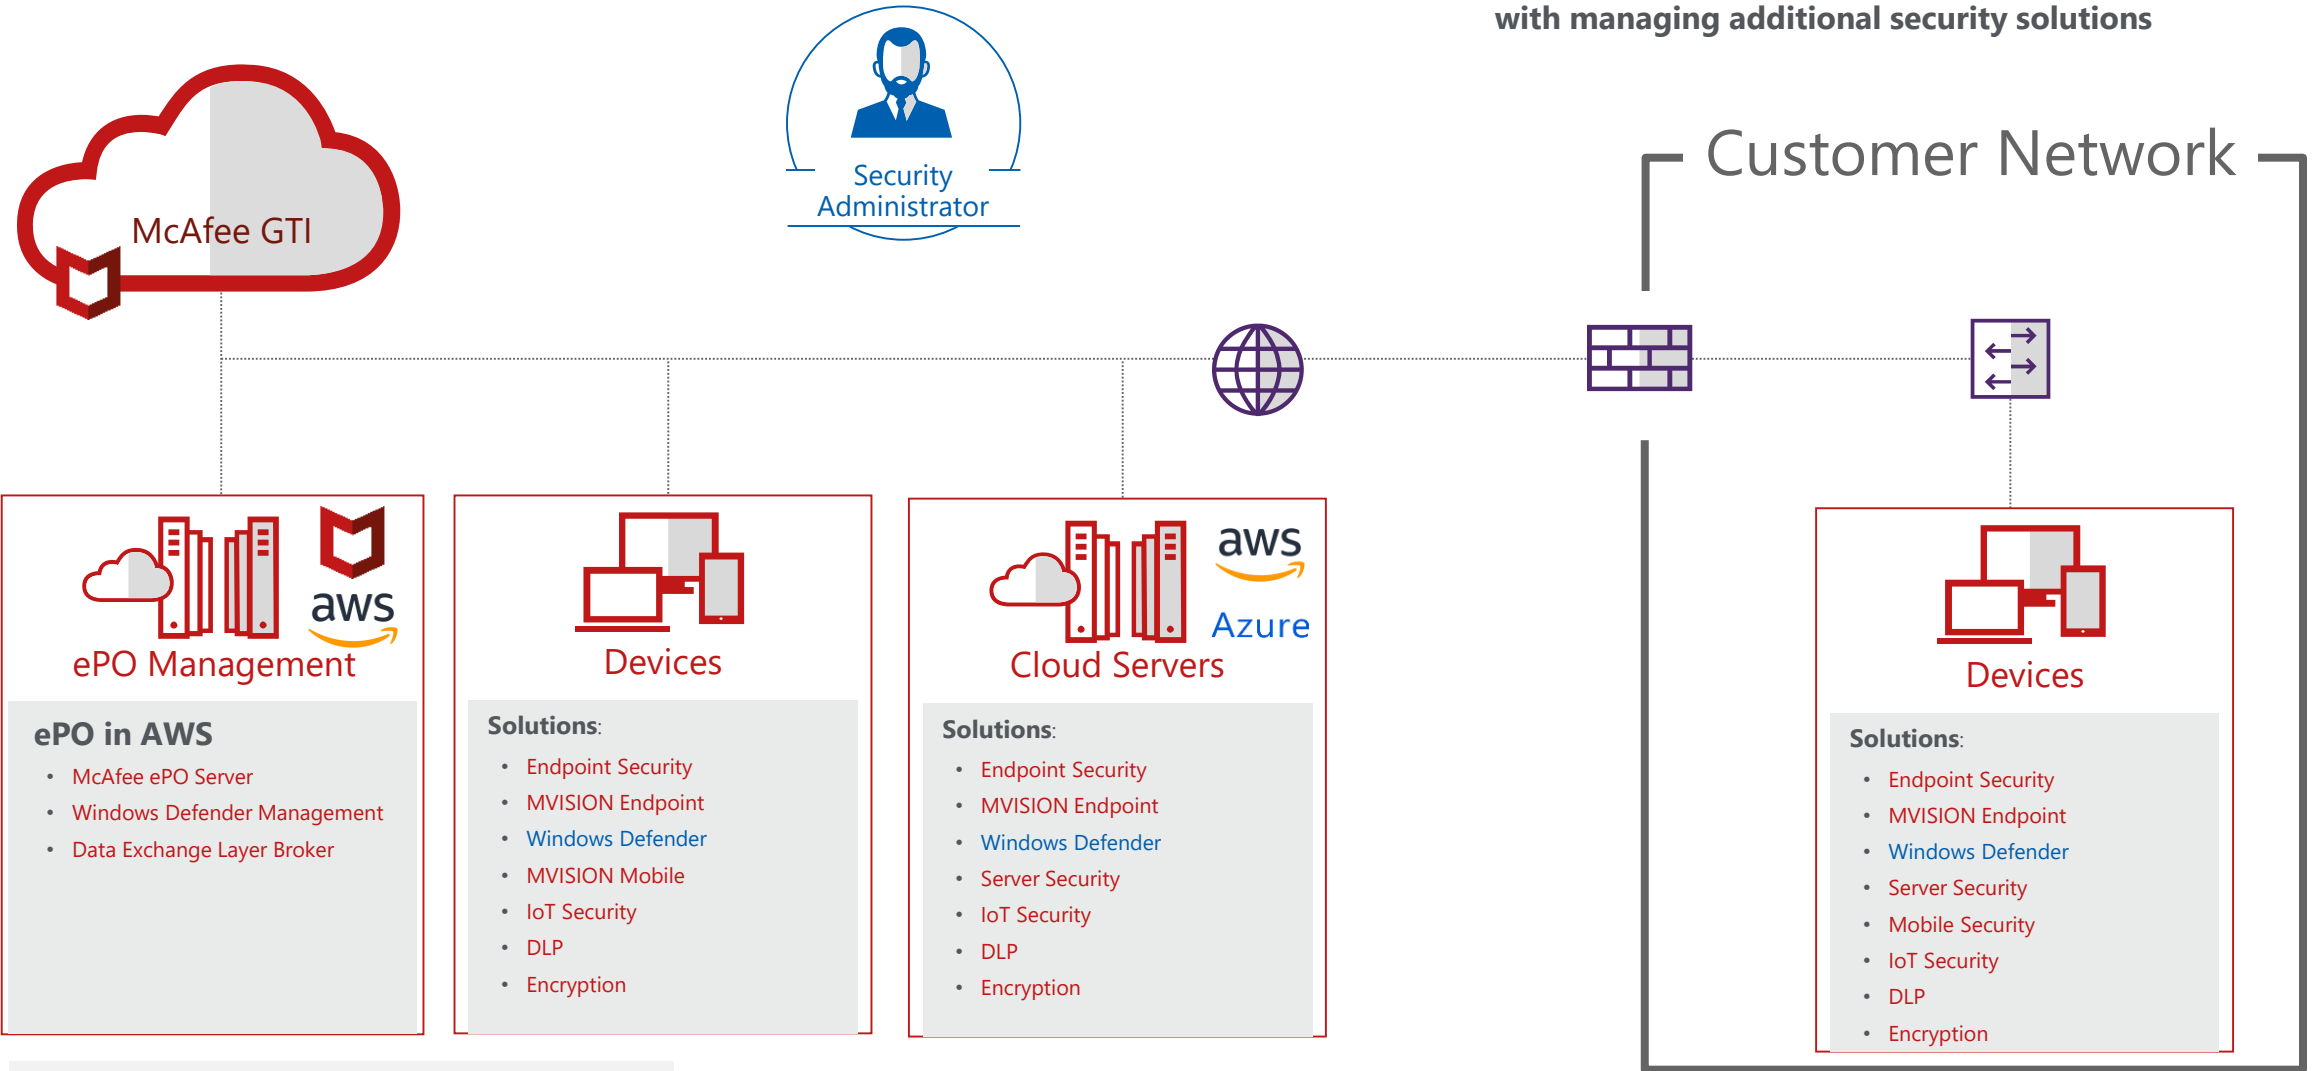 with managing additional security solutions
McAfee GTI
Security
Administrator
Customer Network
aws
ePO Management
ePO in AWS
• McAfee ePO Server
• Windows Defender Management
• Data Exchange Layer Broker
Devices
Solutions:
• Endpoint Security
• MVISION Endpoint
• Windows Defender
• MVISION Mobile
• IoT Security
• DLP
• Encryption
aws
Azure
Cloud Servers
Solutions:
• Endpoint Security
• MVISION Endpoint
• Windows Defender
• Server Security
• IoT Security
• DLP
• Encryption
Devices
Solutions:
• Endpoint Security
• MVISION Endpoint
• Windows Defender
• Server Security
• Mobile Security
• IoT Security
• DLP
• Encryption